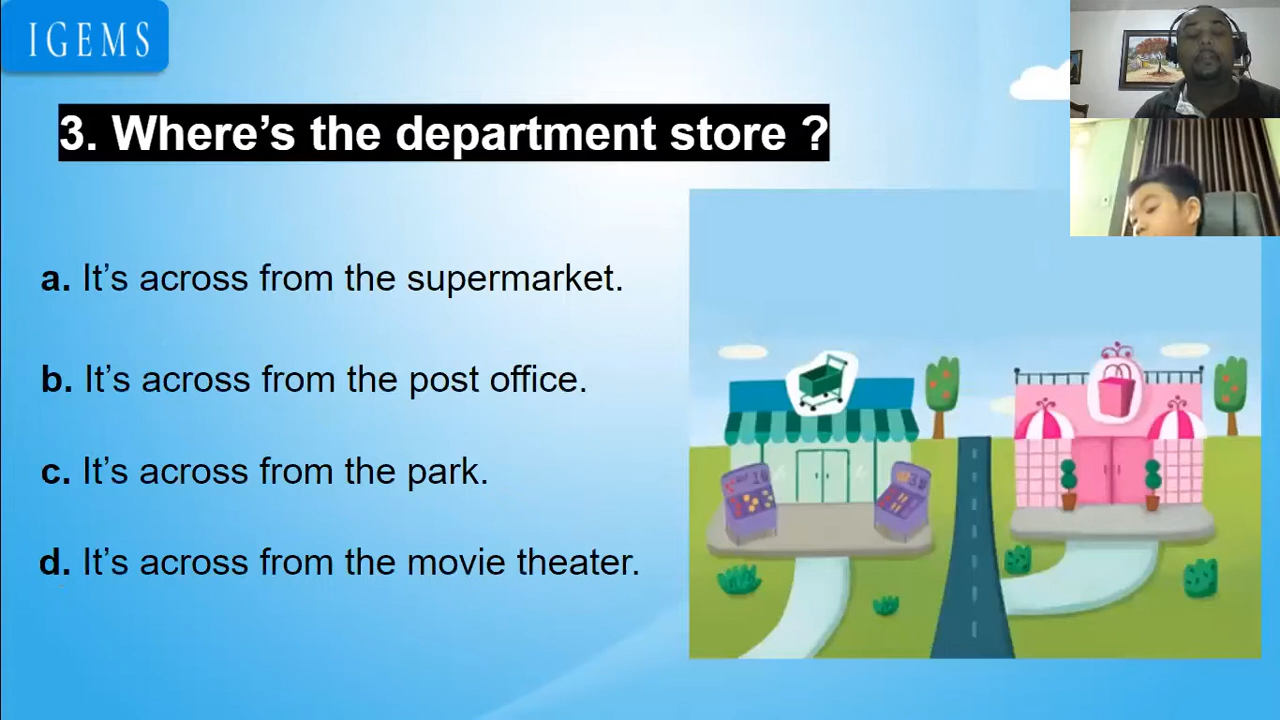 IGEMS
3. Where's the department store ?
a. It's across from the supermarket.
b. It's across from the post office.
c. It's across from the park.
d. It's across from the movie theater.